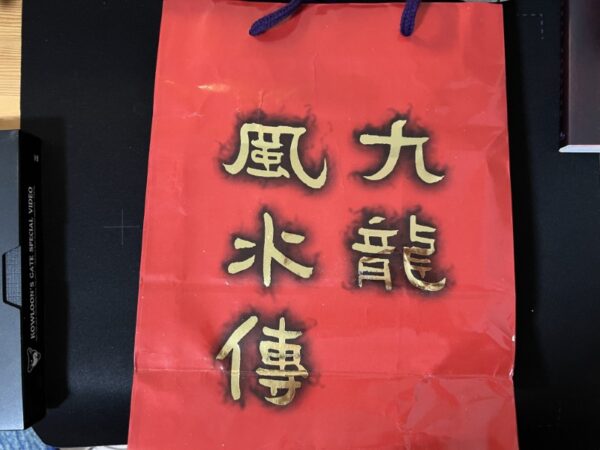 九龍
風水傳
KOWLOON'S GATE SPECIAL VIDEO